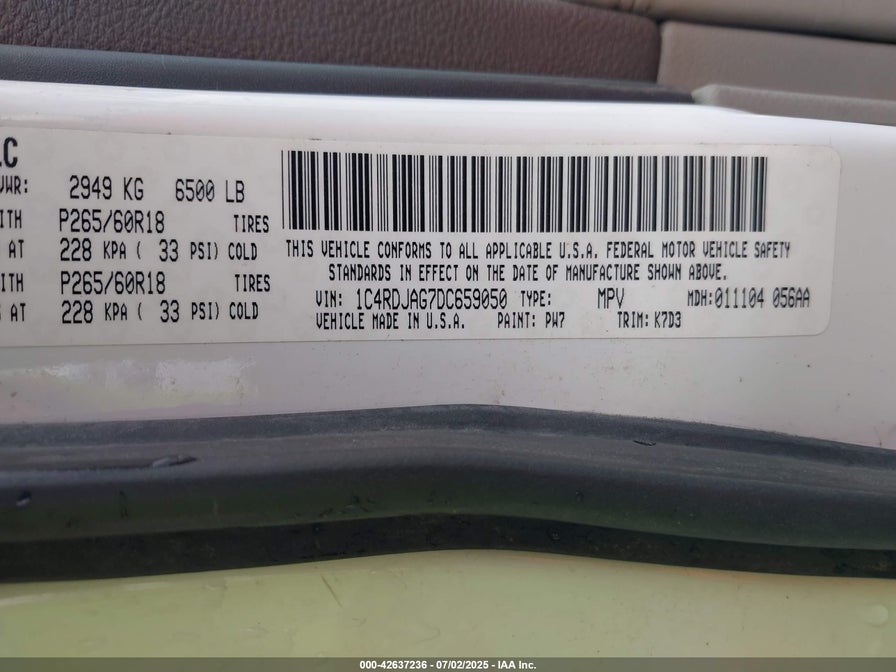 LC
VWR: 2949 KG 6500 LB
ITH P265/60R18 TIRES
AT 228 KPA ( 33 PSI) COLD
ITH P265/60R18 TIRES
AT 228 KPA ( 33 PSI) COLD
THIS VEHICLE CONFORMS TO ALL APPLICABLE U.S.A. FEDERAL MOTOR VEHICLE SAFETY
STANDARDS IN EFFECT ON THE DATE OF MANUFACTURE SHOWN ABOVE.
VIN: 1C4RDJAG7DC659050 TYPE: MPV MDH: 011104 056AA
VEHICLE MADE IN U.S.A. PAINT: PW7 TRIM: K7D3
000-42637236 - 07/02/2025 - IAA Inc.